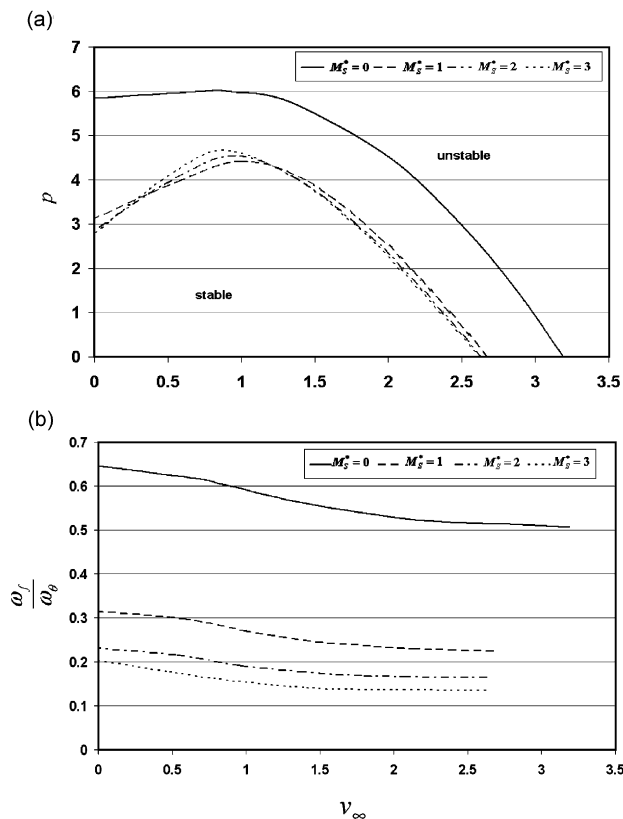 (a)
7
6
5
4
3
2
1
0
p
M*S = 0 M*S = 1 M*S = 2 M*S = 3
unstable
stable
0 0.5 1 1.5 2 2.5 3 3.5
(b)
0.7
0.6
0.5
0.4
0.3
0.2
0.1
0
ωf
ωθ
M*S = 0 M*S = 1 M*S = 2 M*S = 3
0 0.5 1 1.5 2 2.5 3 3.5
v∞